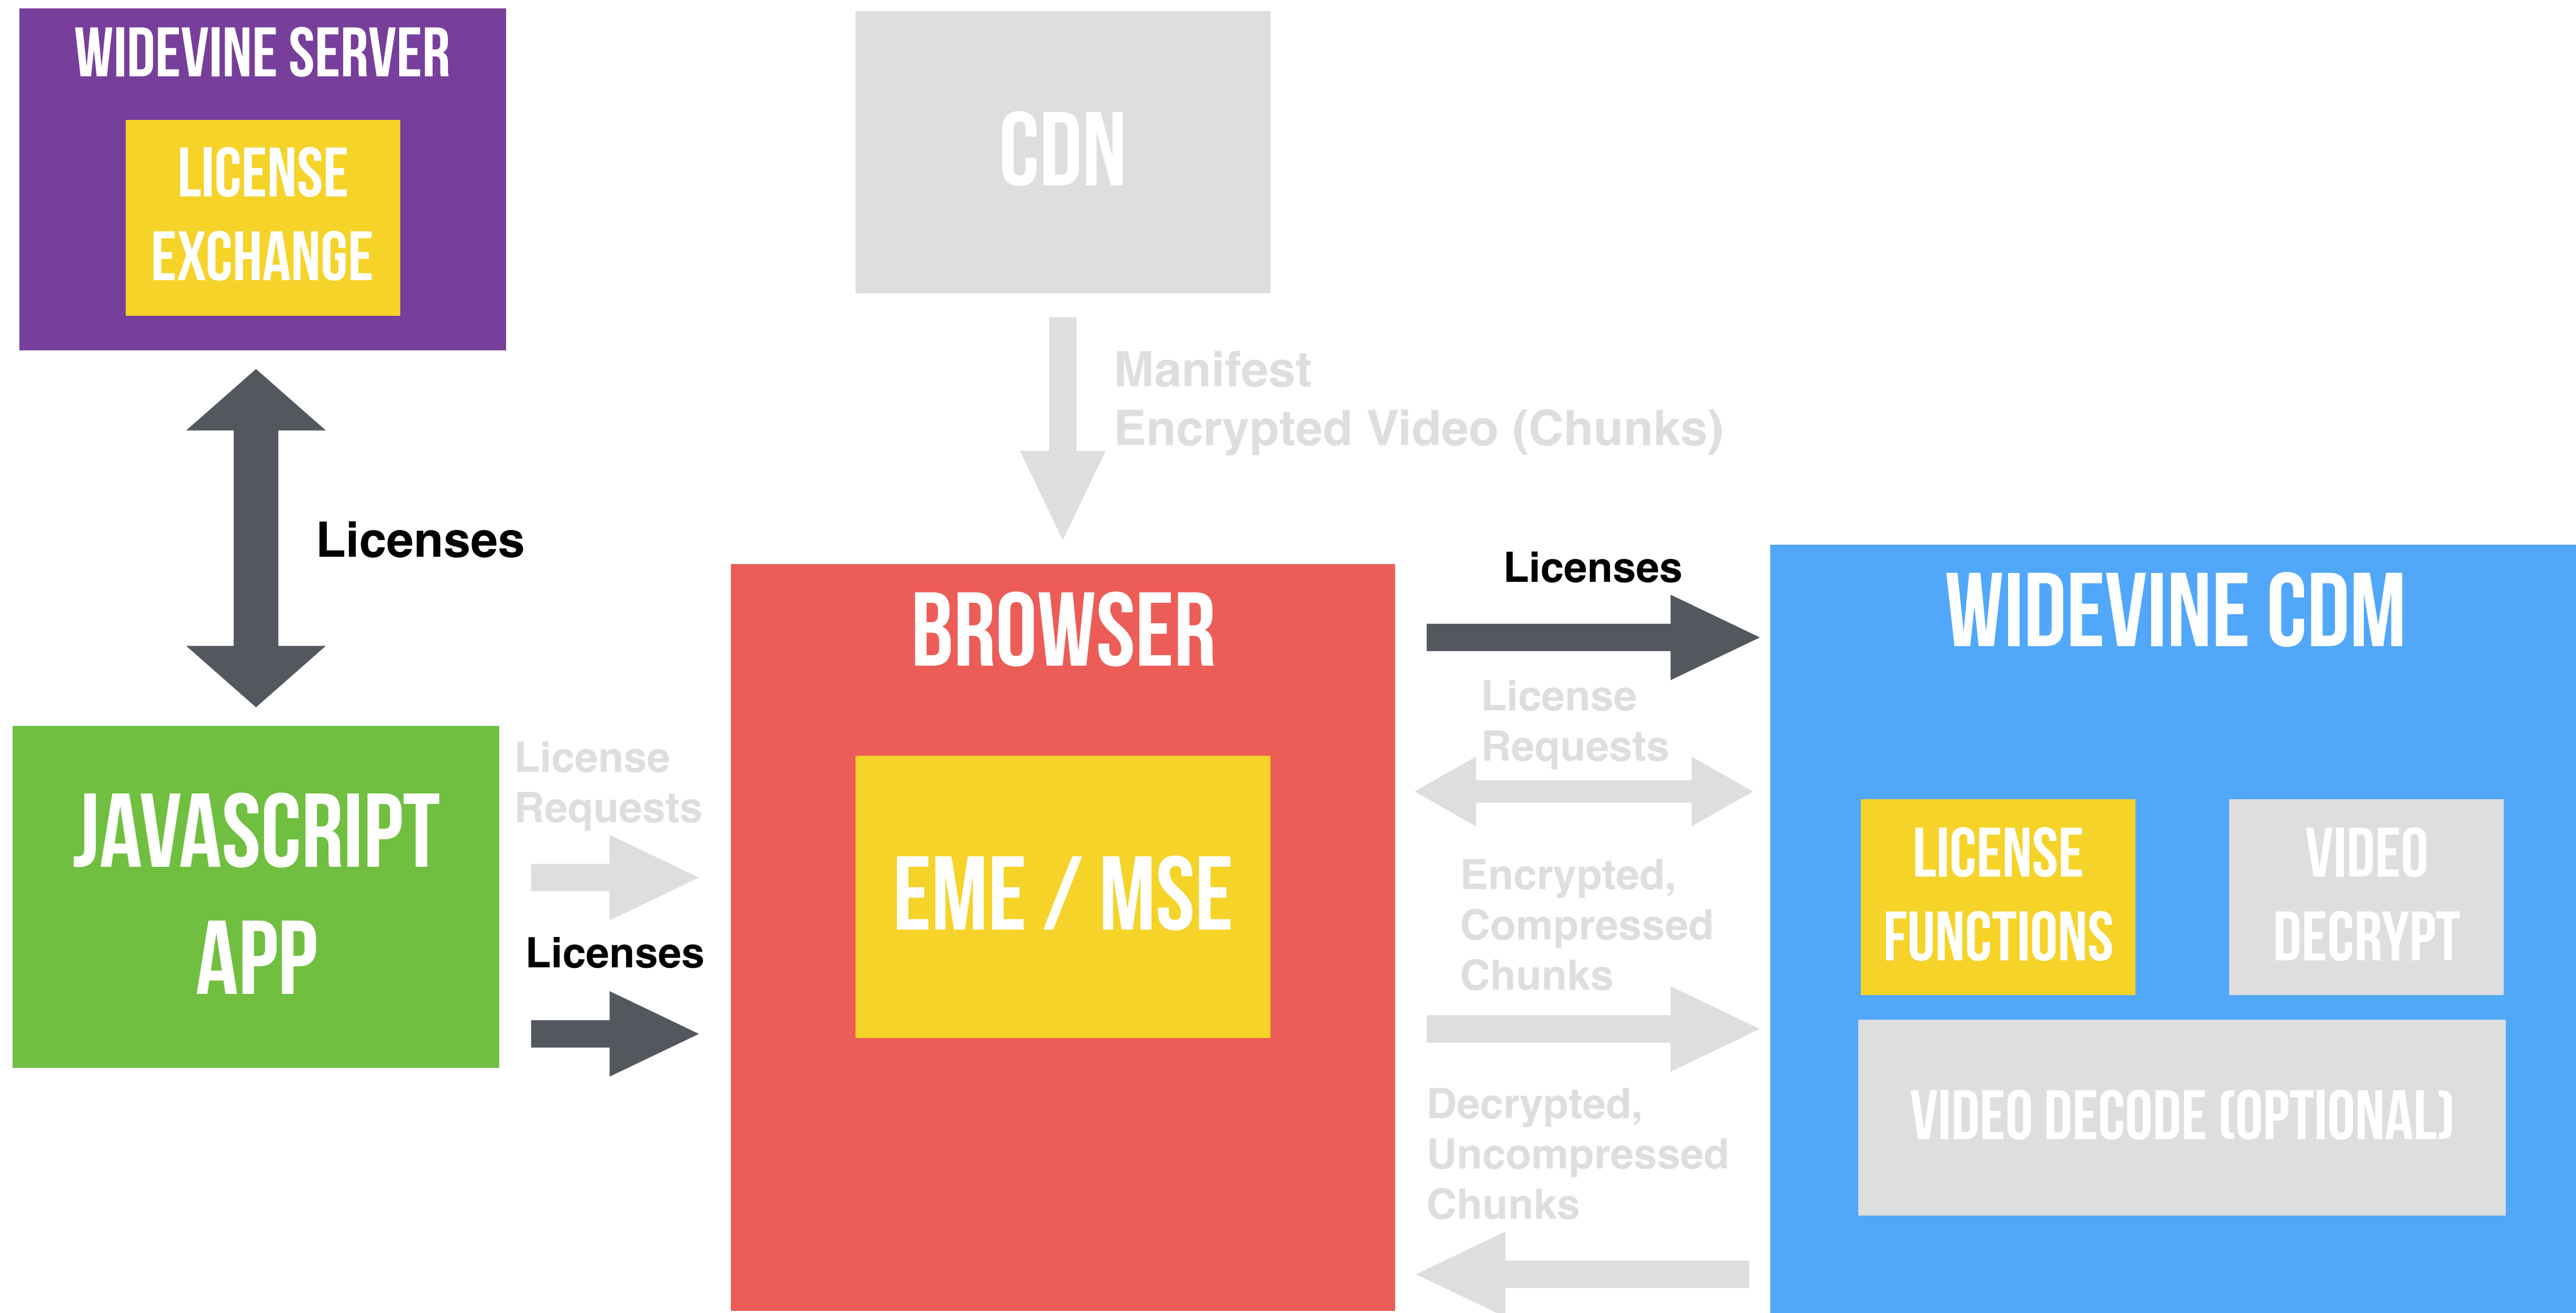 WIDEVINE SERVER
LICENSE
EXCHANGE
CDN
Manifest
Encrypted Video (Chunks)
Licenses
JAVASCRIPT
APP
License
Requests
Licenses
BROWSER
EME / MSE
Licenses
License
Requests
Encrypted,
Compressed
Chunks
Decrypted,
Uncompressed
Chunks
WIDEVINE CDM
LICENSE
FUNCTIONS
VIDEO
DECRYPT
VIDEO DECODE (OPTIONAL)